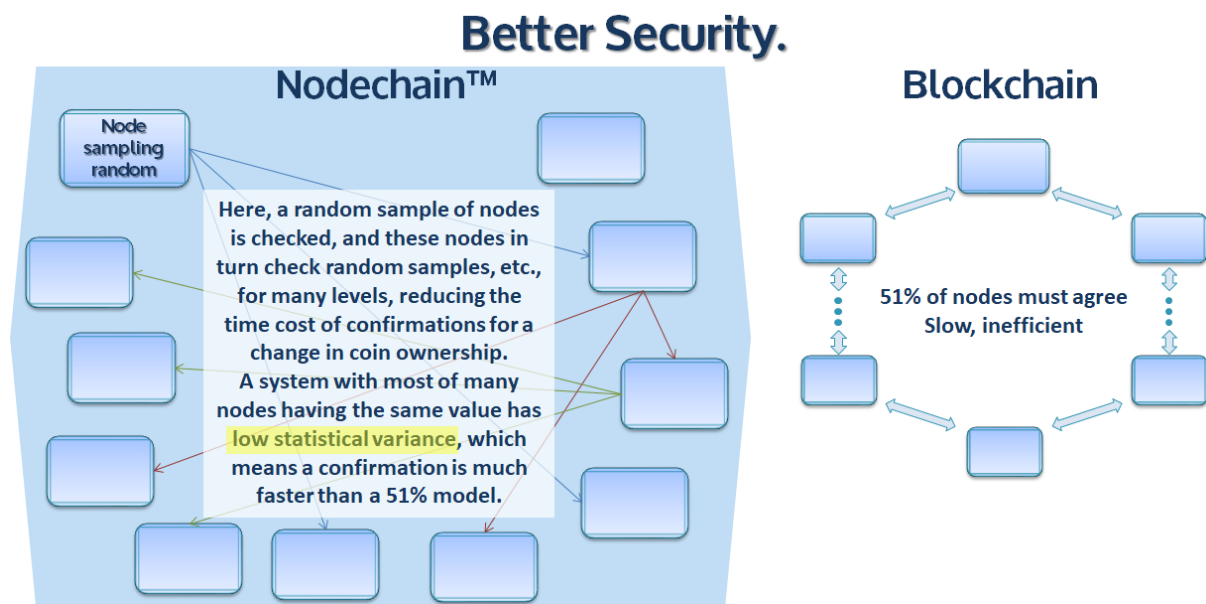 Better Security.
Nodechain™
Node
sampling
random
Here, a random sample of nodes
is checked, and these nodes in
turn check random samples, etc.,
for many levels, reducing the
time cost of confirmations for a
change in coin ownership.
A system with most of many
nodes having the same value has
low statistical variance, which
means a confirmation is much
faster than a 51% model.
Blockchain
51% of nodes must agree
Slow, inefficient